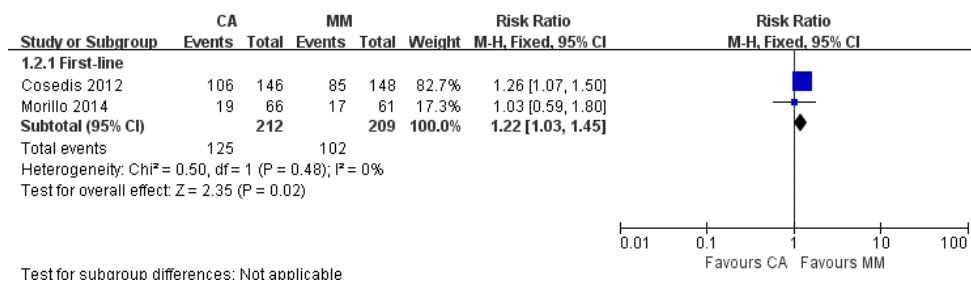 CA MM Risk Ratio Risk Ratio
Study or Subgroup Events Total Events Total Weight M-H, Fixed, 95% CI M-H, Fixed, 95% CI
1.2.1 First-line
Cosedis 2012 106 146 85 148 82.7% 1.26 [1.07, 1.50]
Morillo 2014 19 66 17 61 17.3% 1.03 [0.59, 1.80]
Subtotal (95% CI) 212 209 100.0% 1.22 [1.03, 1.45]
Total events 125 102
Heterogeneity: Chi² = 0.50, df = 1 (P = 0.48); I² = 0%
Test for overall effect: Z = 2.35 (P = 0.02)
0.01 0.1 1 10 100
Favours CA Favours MM
Test for subgroup differences: Not applicable